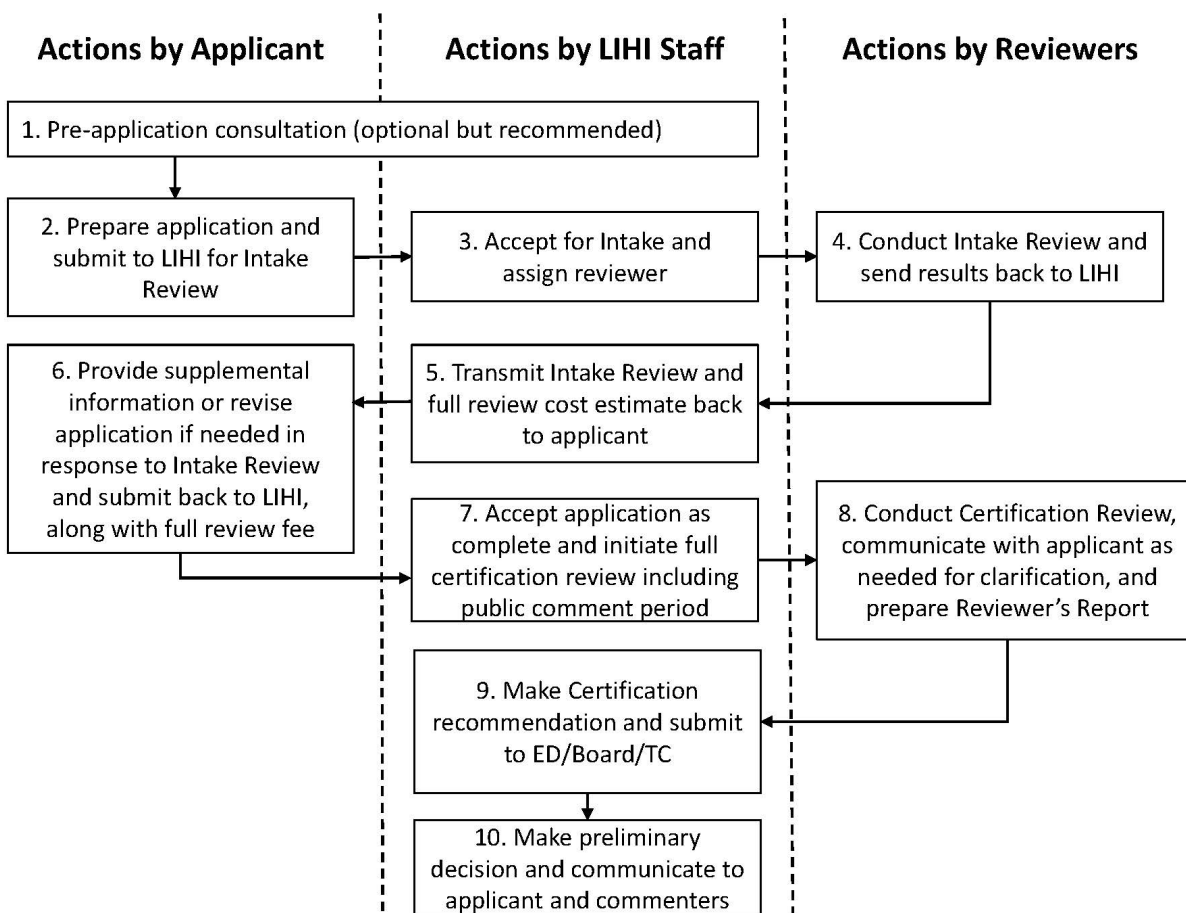 Actions by Applicant
Actions by LIHI Staff
Actions by Reviewers
1. Pre-application consultation (optional but recommended)
2. Prepare application and
submit to LIHI for Intake
Review
3. Accept for Intake and
assign reviewer
4. Conduct Intake Review and
send results back to LIHI
5. Transmit Intake Review and
full review cost estimate back
to applicant
6. Provide supplemental
information or revise
application if needed in
response to Intake Review
and submit back to LIHI,
along with full review fee
7. Accept application as
complete and initiate full
certification review including
public comment period
8. Conduct Certification Review,
communicate with applicant as
needed for clarification, and
prepare Reviewer’s Report
9. Make Certification
recommendation and submit
to ED/Board/TC
10. Make preliminary
decision and communicate to
applicant and commenters